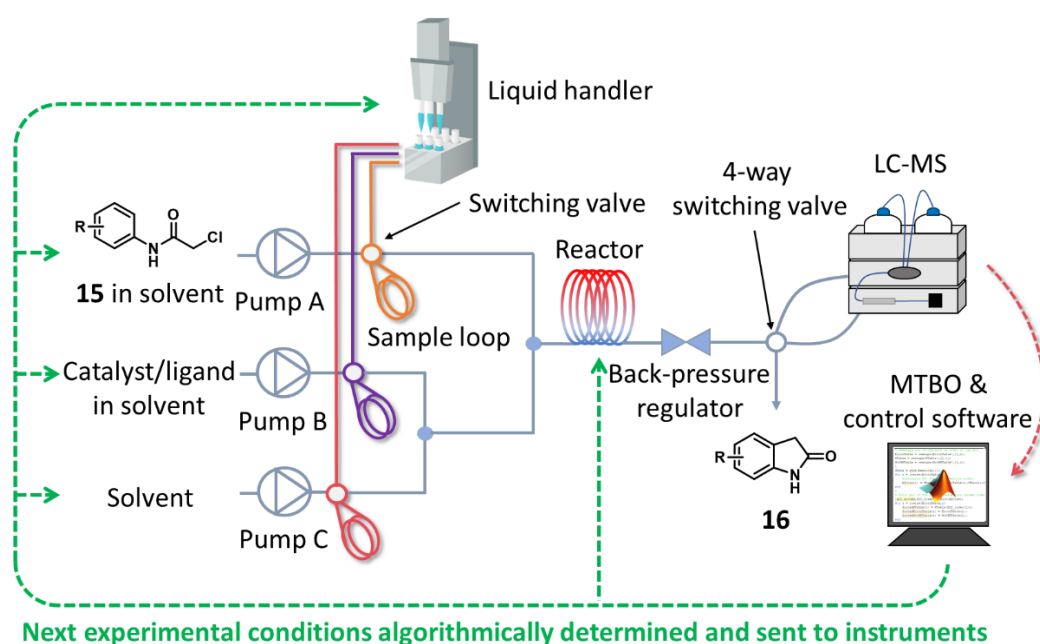 Liquid handler
LC-MS
4-way
switching valve
Switching valve
R
O
N
H
Cl
Reactor
15 in solvent
Pump A
Sample loop
Catalyst/ligand
in solvent
Pump B
Back-pressure
regulator
MTBO &
control software
R
O
N
H
Solvent
16
Pump C
Next experimental conditions algorithmically determined and sent to instruments